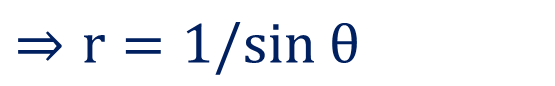 ⇒ r = 1/sin θ